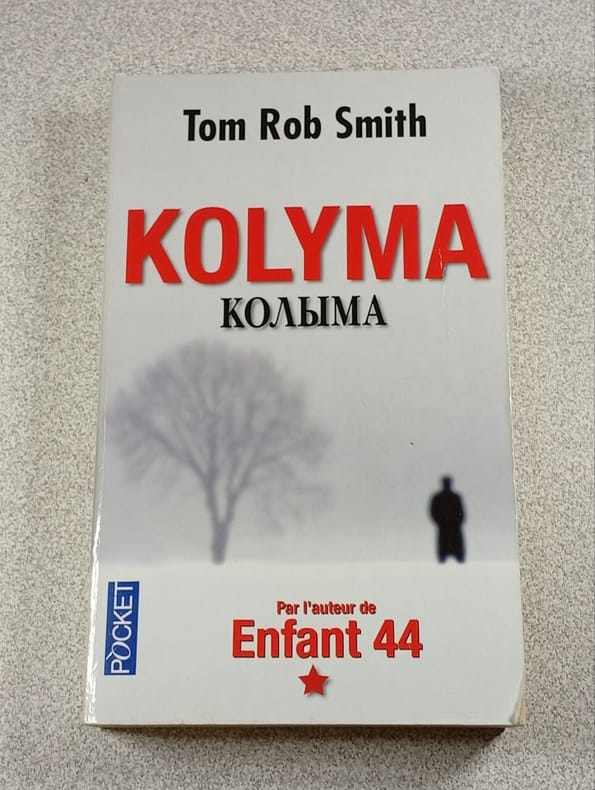 Tom Rob Smith
KOLYMA
КОЛЫМА
Par l'auteur de
Enfant 44
POCKET